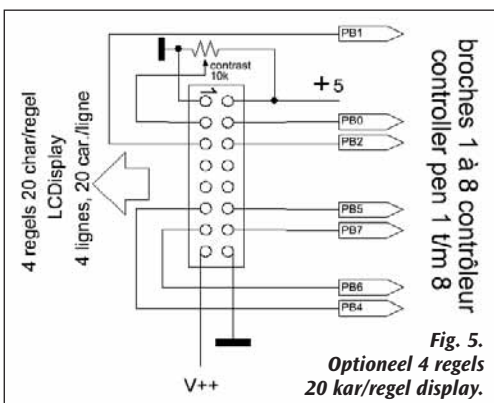 4 regels 20 char/regel
LCDisplay
4 lignes, 20 car /ligne
PB1
contrast
10k
+5
PB0
PB2
PB5
PB7
PB6
PB4
V++
broches 1 à 8 contrôleur
controller pen 1 t/m 8
Fig. 5.
Optioneel 4 regels
20 kar/regel display.